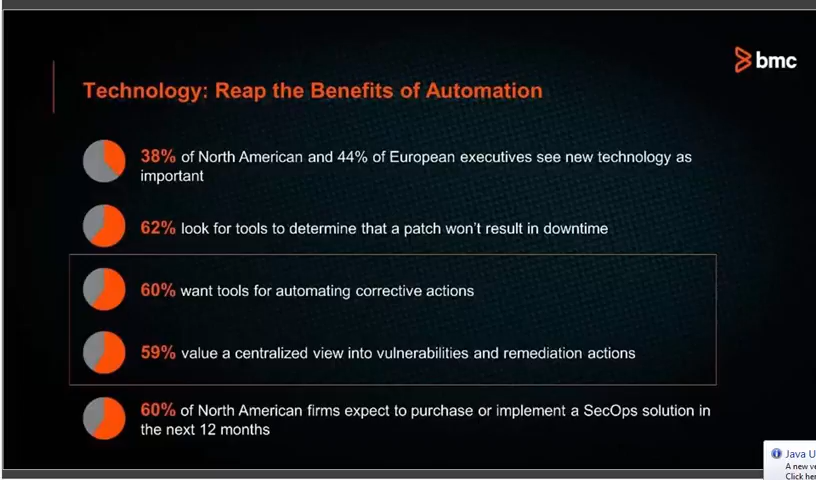 bmc
Technology: Reap the Benefits of Automation
38% of North American and 44% of European executives see new technology as
important
62% look for tools to determine that a patch won't result in downtime
60% want tools for automating corrective actions
59% value a centralized view into vulnerabilities and remediation actions
60% of North American firms expect to purchase or implement a SecOps solution in
the next 12 months
Java U
A new ve
Click her